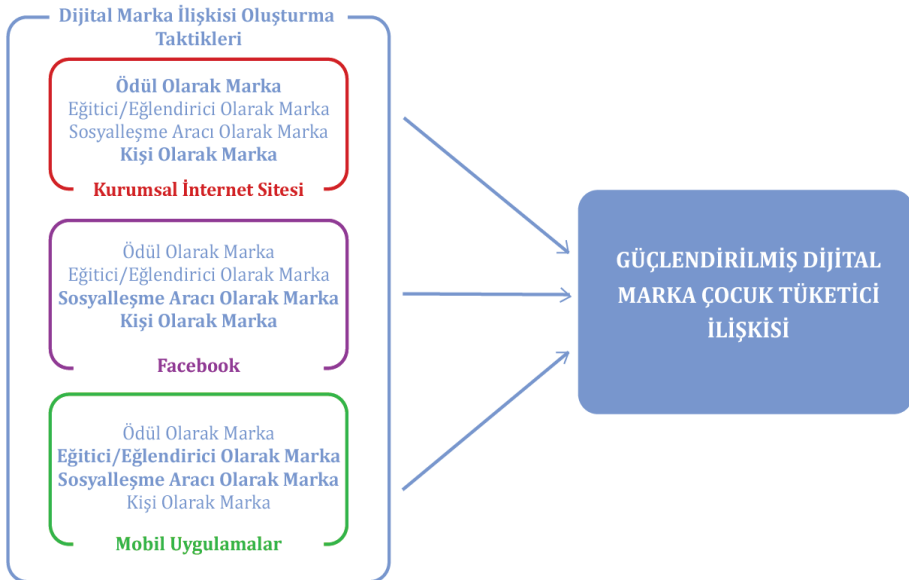 Dijital Marka İlişkisi Oluşturma
Taktikleri
Ödül Olarak Marka
Eğitici/Eğlendirici Olarak Marka
Sosyalleşme Aracı Olarak Marka
Kişi Olarak Marka
Kurumsal İnternet Sitesi
Ödül Olarak Marka
Eğitici/Eğlendirici Olarak Marka
Sosyalleşme Aracı Olarak Marka
Kişi Olarak Marka
Facebook
Ödül Olarak Marka
Eğitici/Eğlendirici Olarak Marka
Sosyalleşme Aracı Olarak Marka
Kişi Olarak Marka
Mobil Uygulamalar
GÜÇLENDİRİLMİŞ DİJİTAL
MARKA ÇOCUK TÜKETİCİ
İLİŞKİSİ